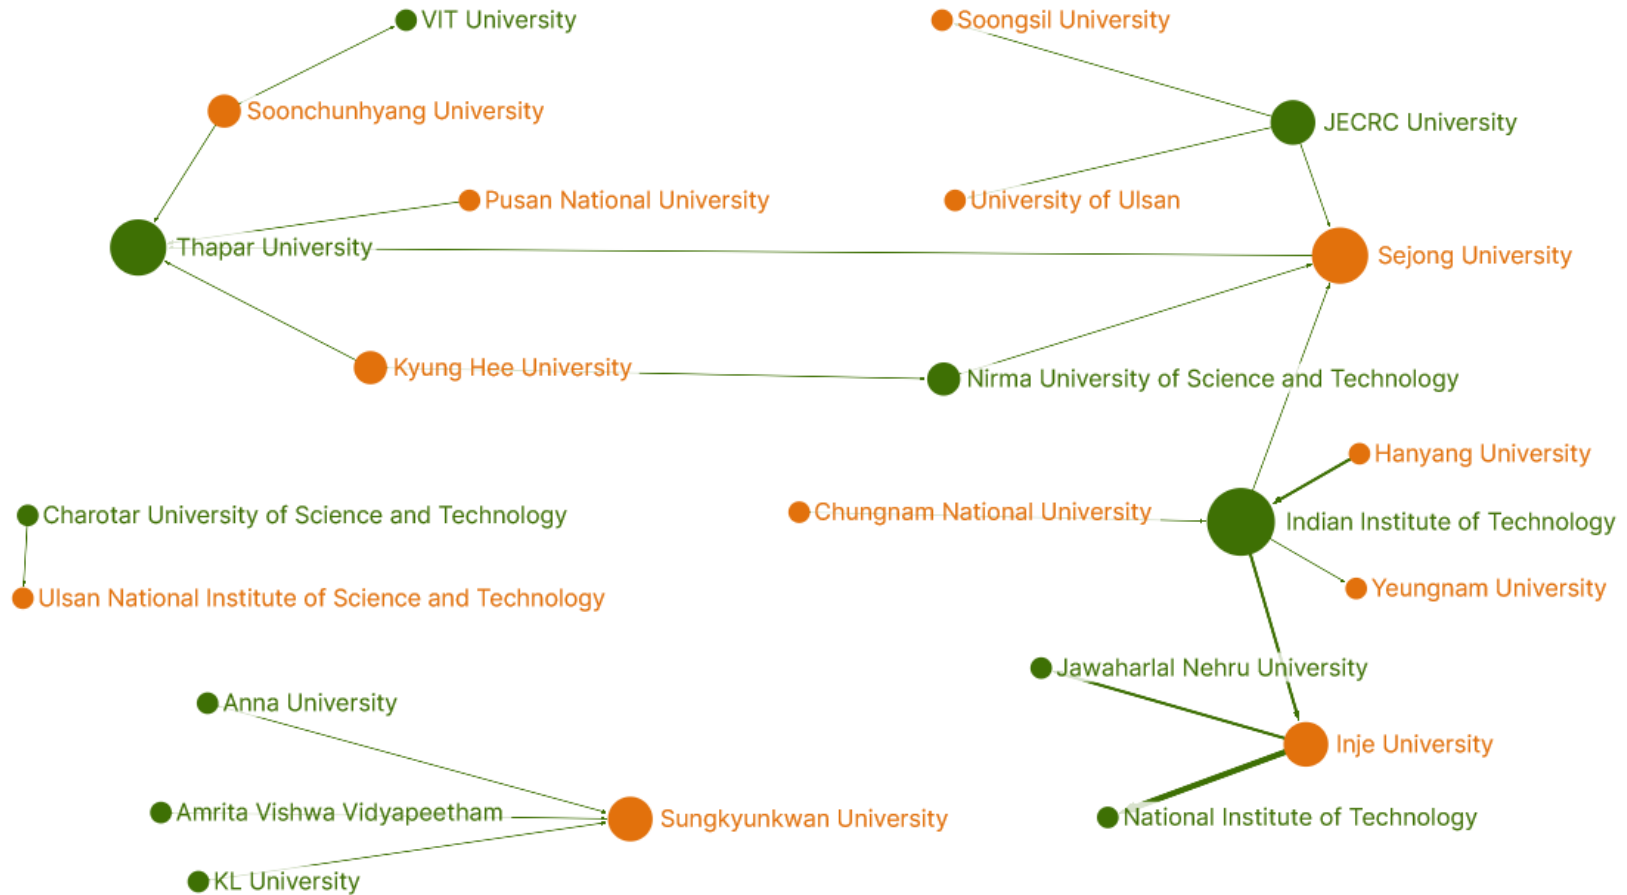 VIT University
Soongsil University
Soonchunhyang University
JECRC University
Pusan National University
University of Ulsan
Thapar University
Sejong University
Kyung Hee University
Nirma University of Science and Technology
Hanyang University
Charotar University of Science and Technology
Chungnam National University
Indian Institute of Technology
Yeungnam University
Ulsan National Institute of Science and Technology
Jawaharlal Nehru University
Anna University
Inje University
Amrita Vishwa Vidyapeetham
Sungkyunkwan University
National Institute of Technology
KL University